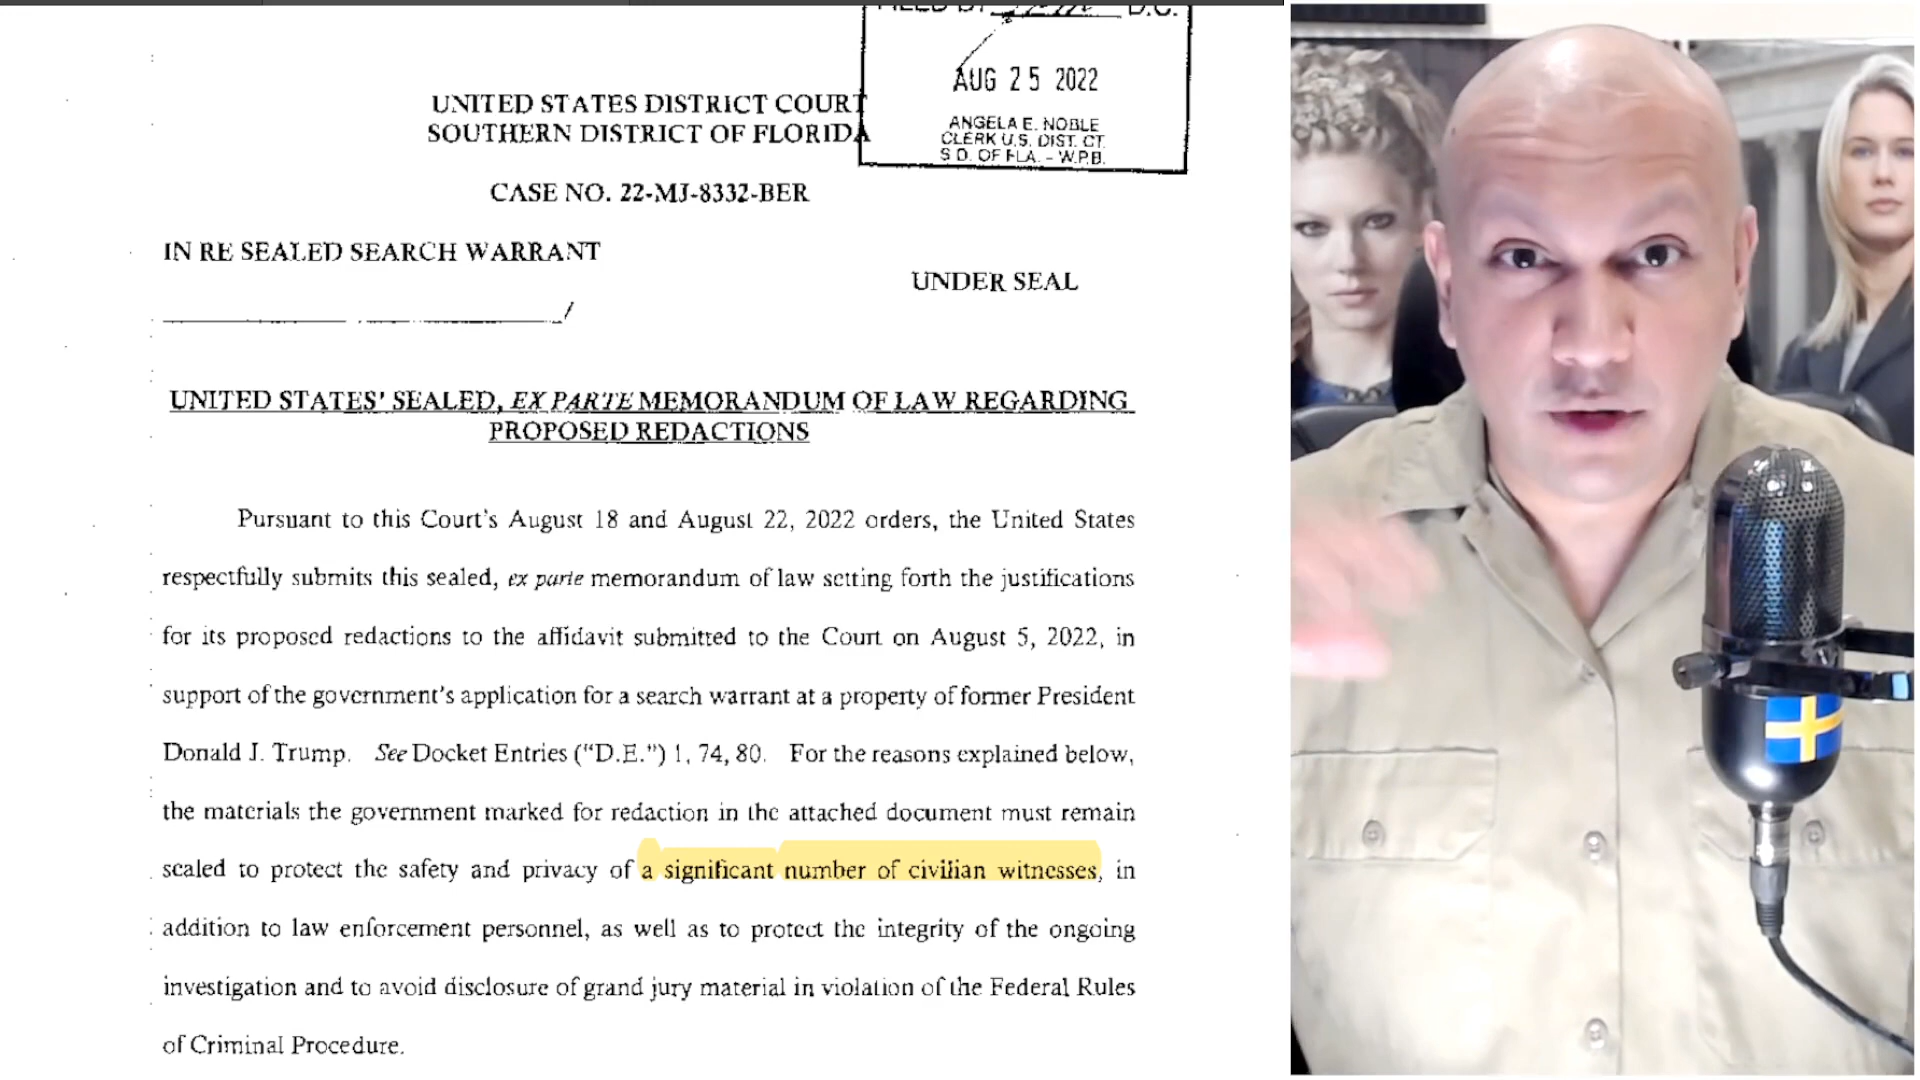 FILED BY D.C.
AUG 25 2022
ANGELA E. NOBLE
CLERK U.S. DIST. CT.
S.D. OF FLA. - W.P.B.
UNITED STATES DISTRICT COURT
SOUTHERN DISTRICT OF FLORIDA
CASE NO. 22-MJ-8332-BER
IN RE SEALED SEARCH WARRANT
UNDER SEAL
/
UNITED STATES' SEALED, EX PARTE MEMORANDUM OF LAW REGARDING
PROPOSED REDACTIONS
Pursuant to this Court's August 18 and August 22, 2022 orders, the United States
respectfully submits this sealed, ex parte memorandum of law setting forth the justifications
for its proposed redactions to the affidavit submitted to the Court on August 5, 2022, in
support of the government's application for a search warrant at a property of former President
Donald J. Trump. See Docket Entries ("D.E.") 1, 74, 80. For the reasons explained below,
the materials the government marked for redaction in the attached document must remain
sealed to protect the safety and privacy of a significant number of civilian witnesses, in
addition to law enforcement personnel, as well as to protect the integrity of the ongoing
investigation and to avoid disclosure of grand jury material in violation of the Federal Rules
of Criminal Procedure.